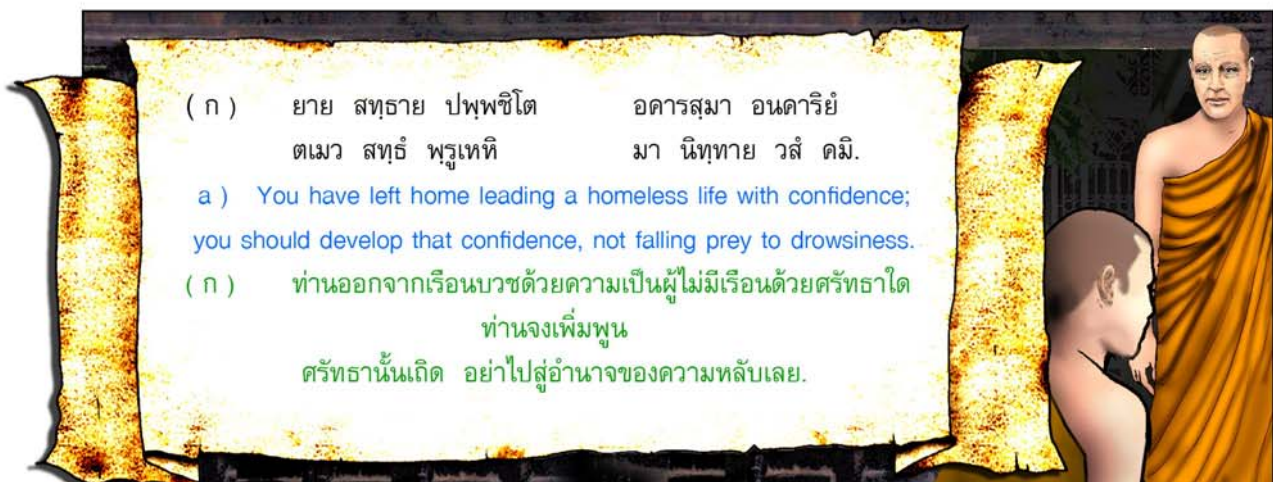 ( ก ) ยาย สทฺธาย ปพฺพชิโต อคารสฺมา อนคาริยํ
ตเมว สทฺธํ พฺรูเหหิ มา นิทฺทาย วสํ คมิ.
a ) You have left home leading a homeless life with confidence;
you should develop that confidence, not falling prey to drowsiness.
( ก ) ท่านออกจากเรือนบวชด้วยความเป็นผู้ไม่มีเรือนด้วยศรัทธาใด
ท่านจงเพิ่มพูน
ศรัทธานั้นเถิด อย่าไปสู่อำนาจของความหลับเลย.